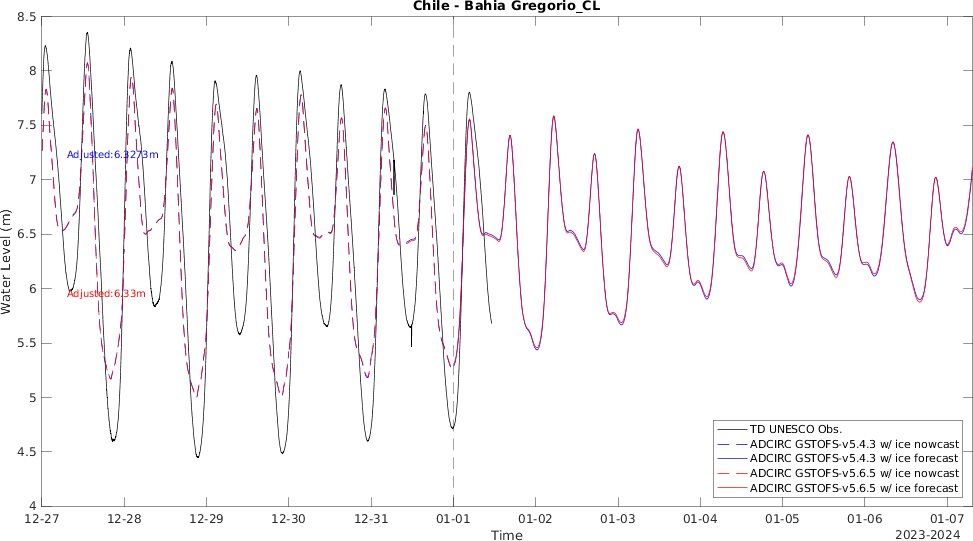 Chile - Bahia Gregorio_CL
8.5
8
7.5
7
6.5
6
5.5
5
4.5
4
Water Level (m)
Adjusted:6.3273m
Adjusted:6.33m
TD UNESCO Obs.
ADCIRC GSTOFS-v5.4.3 w/ ice nowcast
ADCIRC GSTOFS-v5.4.3 w/ ice forecast
ADCIRC GSTOFS-v5.6.5 w/ ice nowcast
ADCIRC GSTOFS-v5.6.5 w/ ice forecast
12-27 12-28 12-29 12-30 12-31 01-01 01-02 01-03 01-04 01-05 01-06 01-07
Time
2023-2024